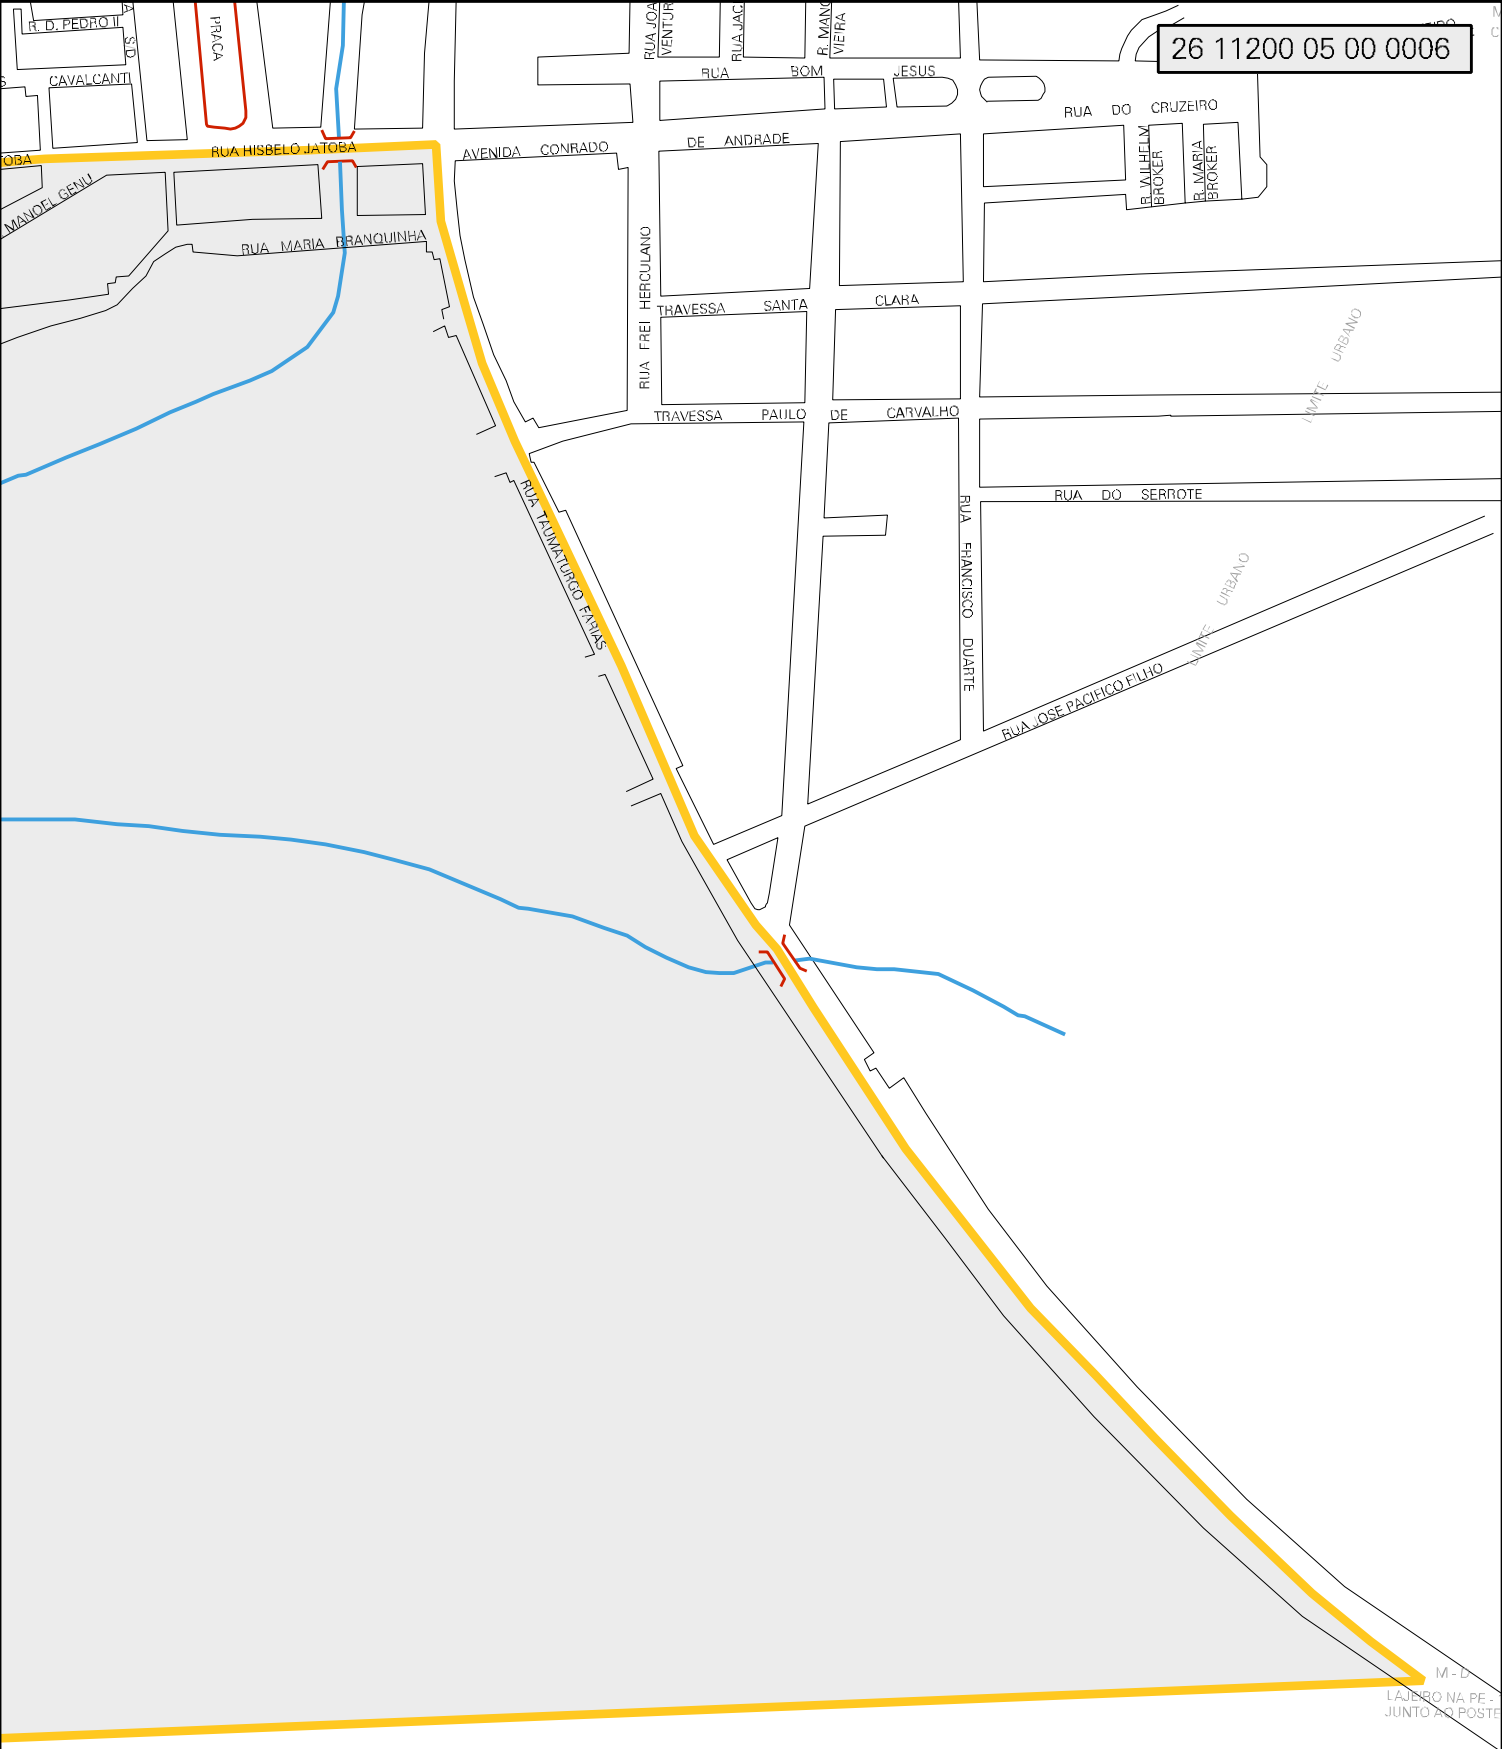 R. D. PEDRO II
SD
PRACA
CAVALCANTI
RUA HISBELO JATOBA
MANOEL GENU
RUA MARIA BRANQUINHA
AVENIDA CONRADO
DE ANDRADE
RUA BOM JESUS
VIEIRA
26 11200 05 00 0006
RUA DO CRUZEIRO
R. WILHELM
BROKER
R. MARIA
BROKER
RUA FREI HERCULANO
TRAVESSA SANTA CLARA
TRAVESSA PAULO DE CARVALHO
LIMITE URBANO
RUA DO SERROTE
RUA TAUMATURGO FARIAS
RUA FRANCISCO DUARTE
LIMITE URBANO
RUA JOSE PACIFICO FILHO
M - D
LAJEIRO NA PE -
JUNTO AO POSTE